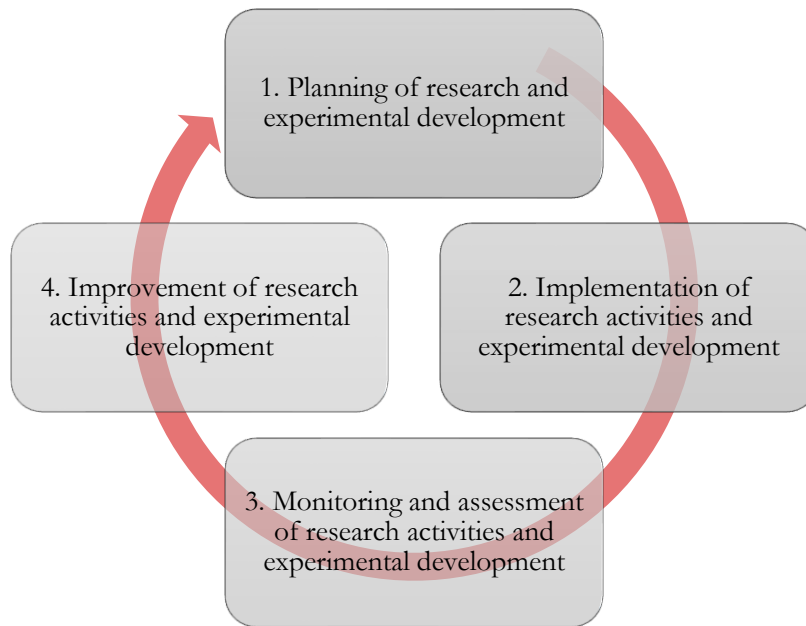 1. Planning of research and
experimental development
2. Implementation of
research activities and
experimental development
3. Monitoring and assessment
of research activities and
experimental development
4. Improvement of research
activities and experimental
development